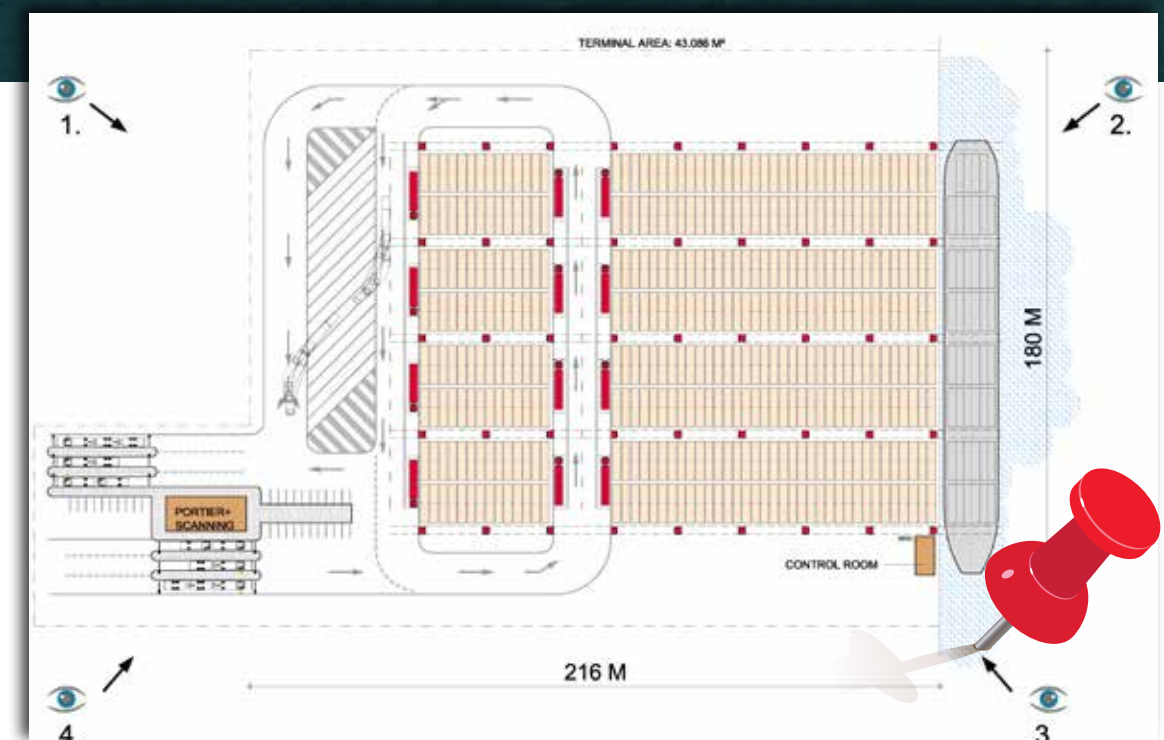 TERMINAL AREA: 43.086 M²
1.
2.
180 M
PORTIER+
SCANNING
CONTROL ROOM
216 M
4.
3.